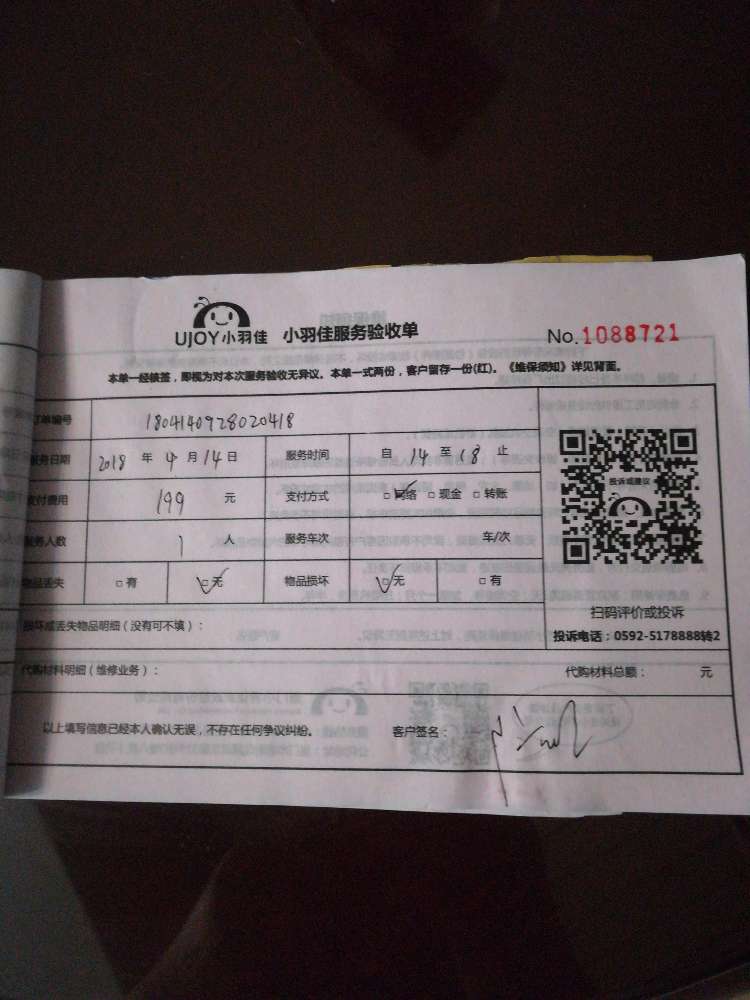 UJOY小羽佳 小羽佳服务验收单 No.1088721
本单一经核签，即视为对本次服务验收无异议。本单一式两份，客户留存一份(红)。《维保须知》详见背面。
订单编号 1804140928020418
服务日期 2018 年 4 月 14 日 服务时间 自 14 至 18 止
支付费用 199 元 支付方式 □网络 □现金 □转账
服务人数 1 人 服务车次 车/次
物品丢失 □有 □无 物品损坏 □无 □有
投诉或建议
扫码评价或投诉
投诉电话：0592-5178888转2
损坏或丢失物品明细（没有可不填）：
代购材料明细（维修业务）： 代购材料总额： 元
以上填写信息已经本人确认无误，不存在任何争议纠纷。 客户签名：